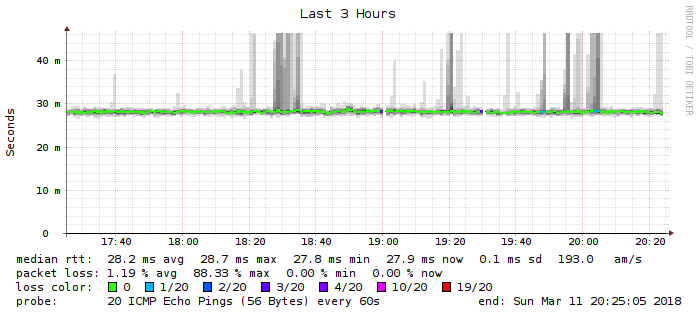 Last 3 Hours
RRDTOOL / TOBI OETIKER
Seconds
40 m
30 m
20 m
10 m
0
17:40 18:00 18:20 18:40 19:00 19:20 19:40 20:00 20:20
median rtt: 28.2 ms avg 28.7 ms max 27.8 ms min 27.9 ms now 0.1 ms sd 193.0 am/s
packet loss: 1.19 % avg 88.33 % max 0.00 % min 0.00 % now
loss color: 0 1/20 2/20 3/20 4/20 10/20 19/20
probe: 20 ICMP Echo Pings (56 Bytes) every 60s end: Sun Mar 11 20:25:05 2018